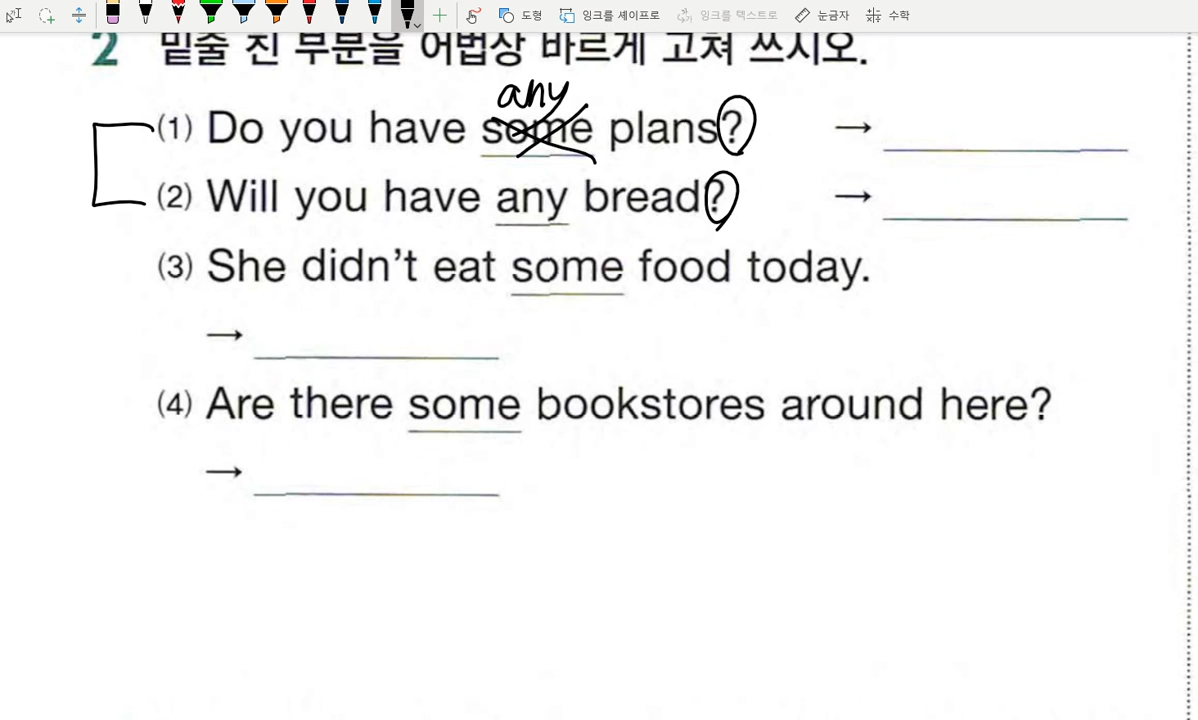 도형 잉크를 셰이프로 잉크를 텍스트로 눈금자 수학
2 밑줄 친 부분을 어법상 바르게 고쳐 쓰시오.
any
(1) Do you have some plans? →
(2) Will you have any bread? →
(3) She didn't eat some food today.
→
(4) Are there some bookstores around here?
→